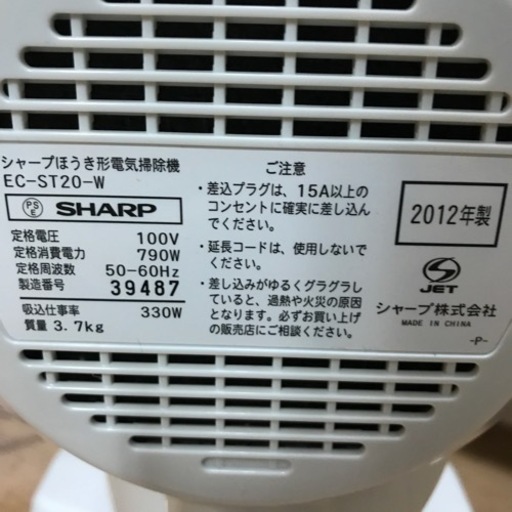 シャープほうき形電気掃除機
EC-ST20-W
PS
E
SHARP
定格電圧 100V
定格消費電力 790W
定格周波数 50-60Hz
製造番号 39487
吸込仕事率 330W
質量 3.7kg
ご注意
・差込プラグは、15A以上の
コンセントに確実に差し込ん
でください。
・延長コードは、使用しないで
ください。
・差し込みがゆるくグラグラ
していると、過熱や火災の原因
となります。必ずお買い上げ
の販売店にご相談ください。
2012年製
S
JET
シャープ株式会社
MADE IN CHINA
-P-